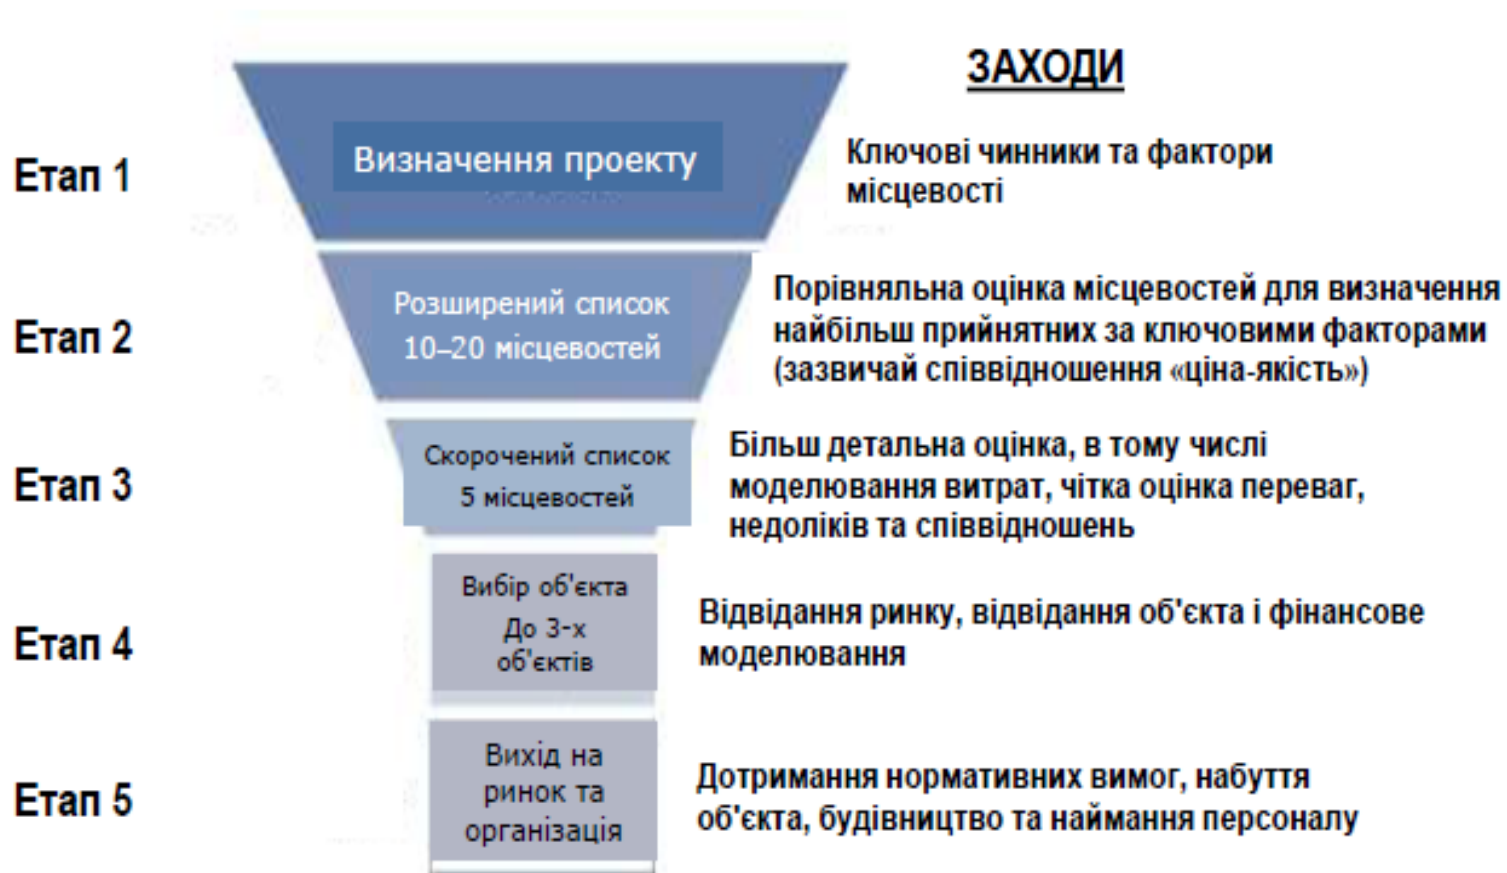 ЗАХОДИ
Етап 1
Визначення проекту
Ключові чинники та фактори
місцевості
Етап 2
Розширений список
10–20 місцевостей
Порівняльна оцінка місцевостей для визначення
найбільш прийнятних за ключовими факторами
(зазвичай співвідношення «ціна-якість»)
Етап 3
Скорочений список
5 місцевостей
Більш детальна оцінка, в тому числі
моделювання витрат, чітка оцінка переваг,
недоліків та співвідношень
Етап 4
Вибір об'єкта
До 3-х
об'єктів
Відвідання ринку, відвідання об'єкта і фінансове
моделювання
Етап 5
Вихід на
ринок та
організація
Дотримання нормативних вимог, набуття
об'єкта, будівництво та наймання персоналу